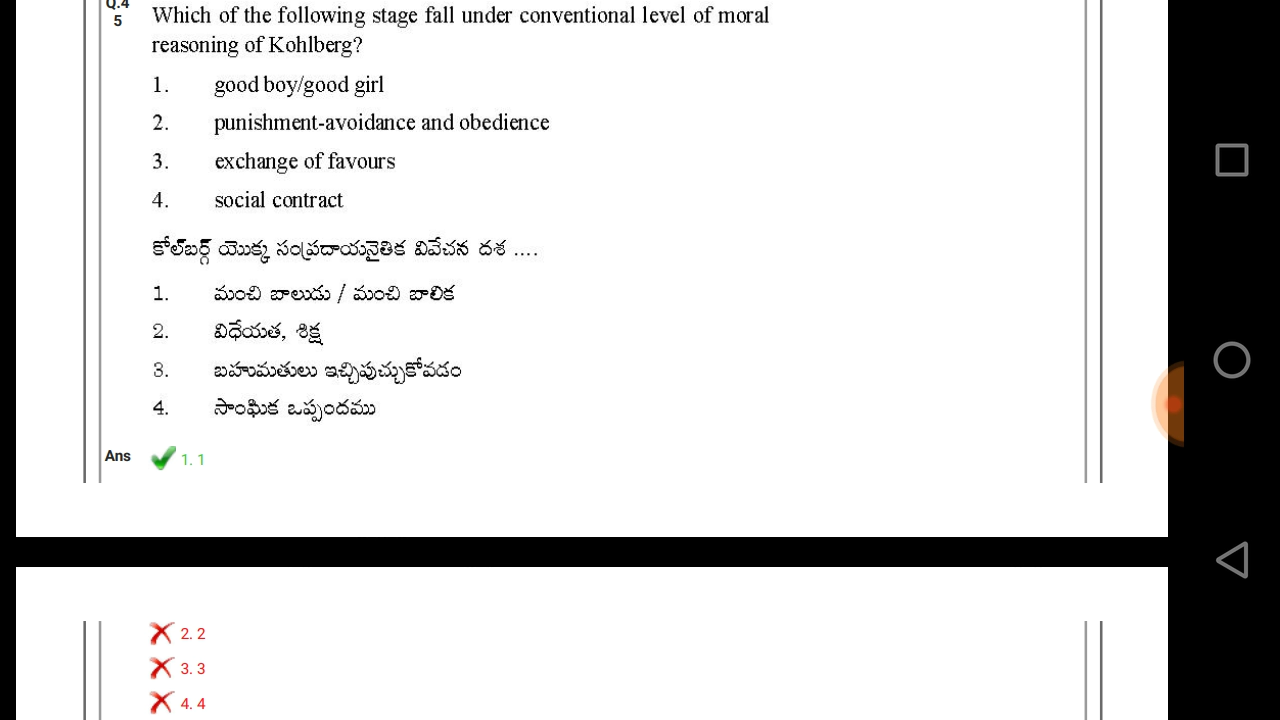 Q.4
5
Which of the following stage fall under conventional level of moral
reasoning of Kohlberg?
1. good boy/good girl
2. punishment-avoidance and obedience
3. exchange of favours
4. social contract
కోల్‌బర్గ్ యొక్క సంప్రదాయనైతిక వివేచన దశ ....
1. మంచి బాలుడు / మంచి బాలిక
2. విధేయత, శిక్ష
3. బహుమతులు ఇచ్చిపుచ్చుకోవడం
4. సాంఘిక ఒప్పందము
Ans 1. 1
2. 2
3. 3
4. 4